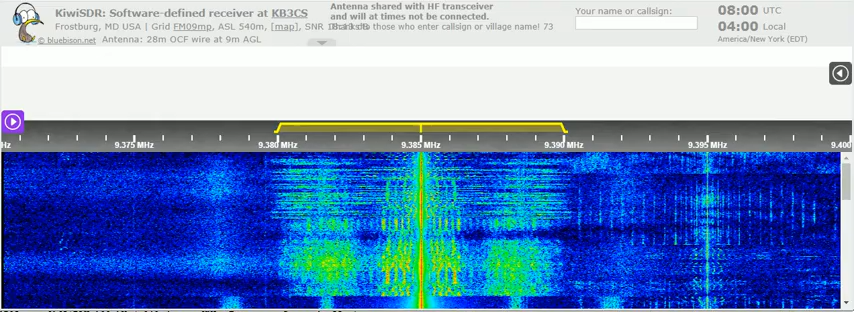 KiwiSDR: Software-defined receiver at KB3CS
Frostburg, MD USA | Grid FM09mp, ASL 540m, [map], SNR
© bluebison.net Antenna: 28m OCF wire at 9m AGL
Antenna shared with HF transceiver
and will at times not be connected.
to those who enter callsign or village name! 73
Your name or callsign:
08:00 UTC
04:00 Local
America/New York (EDT)
Hz 9.375 MHz 9.380 MHz 9.385 MHz 9.390 MHz 9.395 MHz 9.400